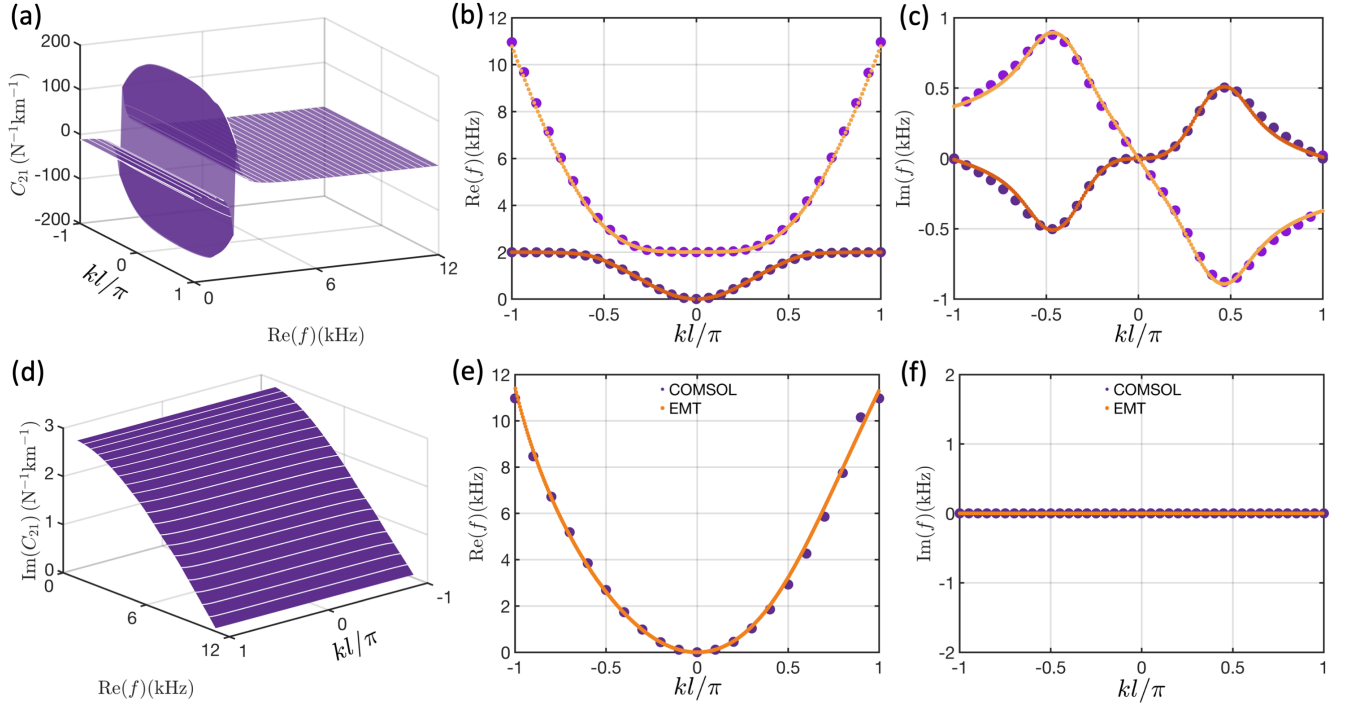 (a)
C₂₁ (N⁻¹km⁻¹)
200
100
0
-100
-200
-1
0
1
kl/π
0
6
12
Re(f)(kHz)
(b)
Re(f)(kHz)
12
10
8
6
4
2
0
-1
-0.5
0
0.5
1
kl/π
(c)
Im(f)(kHz)
1
0.5
0
-0.5
-1
-1
-0.5
0
0.5
1
kl/π
(d)
Im(C₂₁) (N⁻¹km⁻¹)
3
2
1
0
0
6
12
Re(f)(kHz)
1
0
-1
kl/π
(e)
COMSOL
EMT
Re(f)(kHz)
12
10
8
6
4
2
0
-1
-0.5
0
0.5
1
kl/π
(f)
COMSOL
EMT
Im(f)(kHz)
2
1
0
-1
-2
-1
-0.5
0
0.5
1
kl/π